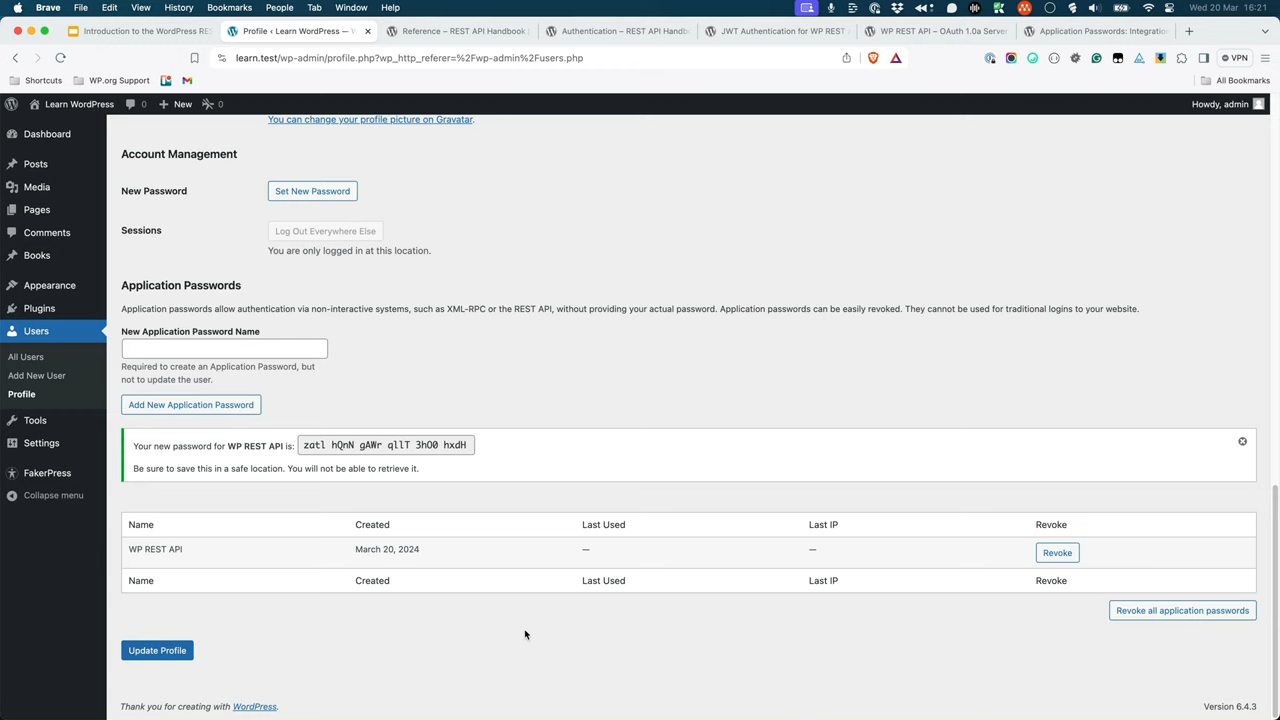 Brave Browser File Edit View History Bookmarks People Tab Window Help Wed 20 Mar 16:21
Introduction to the WordPress RES
Profile ‹ Learn WordPress — W
Reference – REST API Handbook
Authentication – REST API Handb
JWT Authentication for WP REST
WP REST API – OAuth 1.0a Server
Application Passwords: Integration
learn.test/wp-admin/profile.php?wp_http_referer=%2Fwp-admin%2Fusers.php
VPN
Shortcuts WP.org Support All Bookmarks
Learn WordPress 0 New 0 Howdy, admin
Dashboard
Posts
Media
Pages
Comments
Books
Appearance
Plugins
Users
All Users
Add New User
Profile
Tools
Settings
FakerPress
Collapse menu
You can change your profile picture on Gravatar.
Account Management
New Password Set New Password
Sessions Log Out Everywhere Else
You are only logged in at this location.
Application Passwords
Application passwords allow authentication via non-interactive systems, such as XML-RPC or the REST API, without providing your actual password. Application passwords can be easily revoked. They cannot be used for traditional logins to your website.
New Application Password Name
Required to create an Application Password, but
not to update the user.
Add New Application Password
Your new password for WP REST API is: zatl hQnN gAWr qllT 3hO0 hxdH
Be sure to save this in a safe location. You will not be able to retrieve it.
Name Created Last Used Last IP Revoke
WP REST API March 20, 2024 — — Revoke
Name Created Last Used Last IP Revoke
Revoke all application passwords
Update Profile
Thank you for creating with WordPress. Version 6.4.3